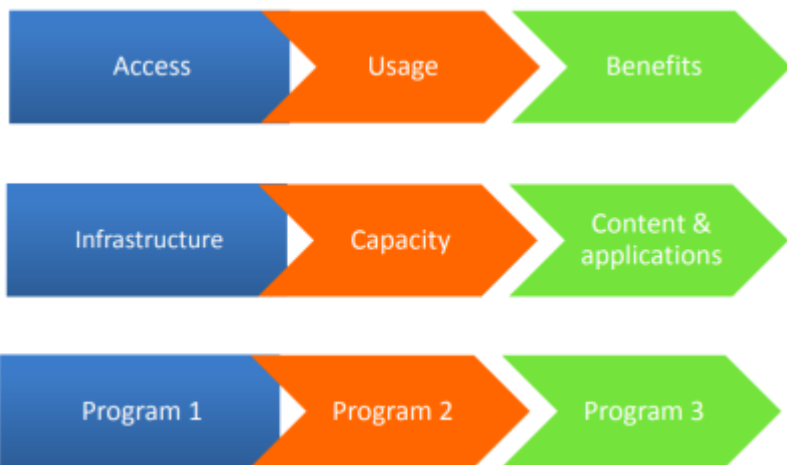 Access
Usage
Benefits
Infrastructure
Capacity
Content &
applications
Program 1
Program 2
Program 3